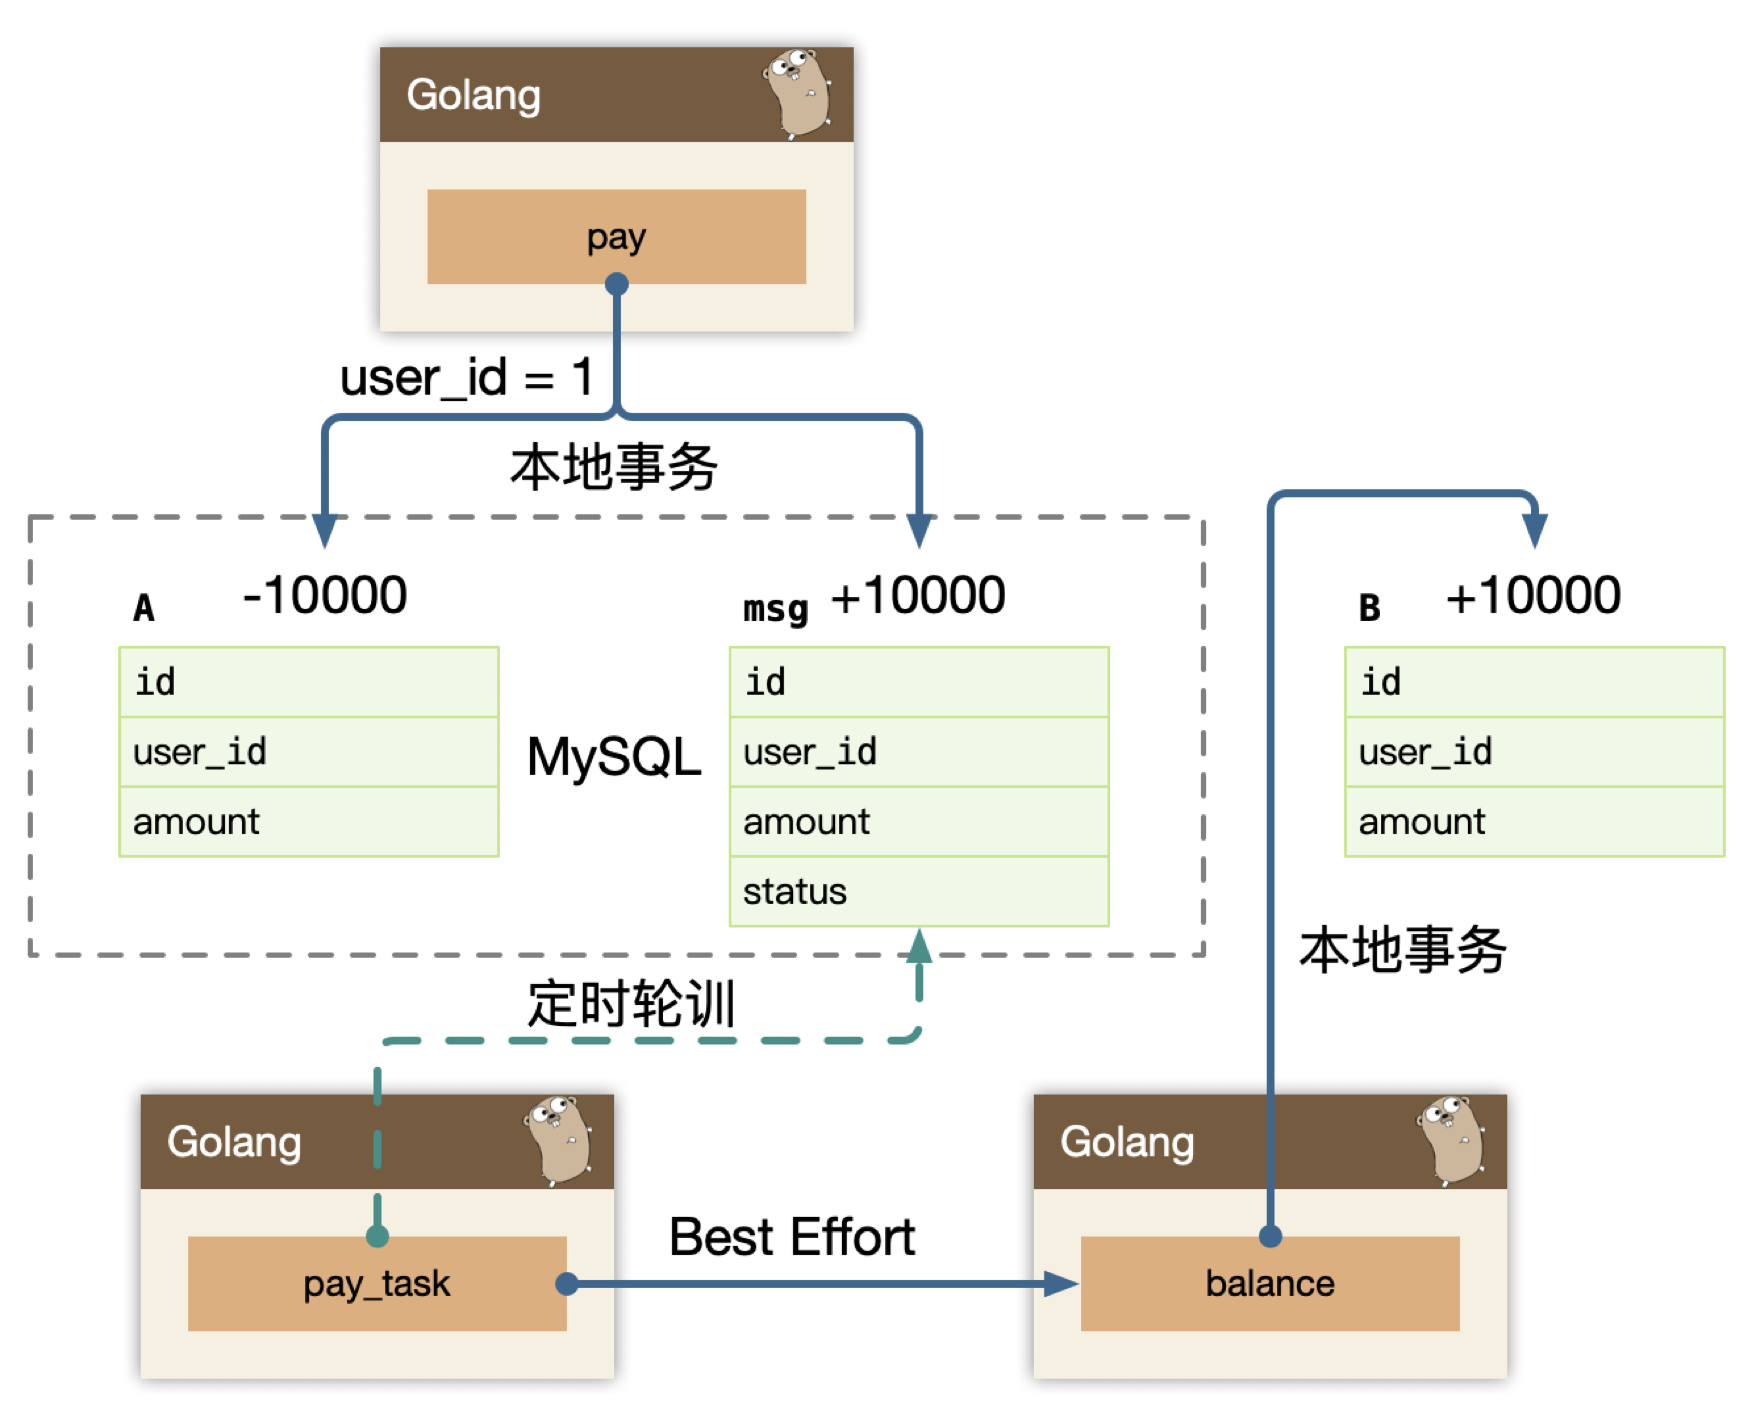 Golang
pay
user_id = 1
本地事务
A -10000
msg +10000
B +10000
id
user_id
amount
MySQL
id
user_id
amount
status
id
user_id
amount
本地事务
定时轮训
Golang
pay_task
Best Effort
Golang
balance